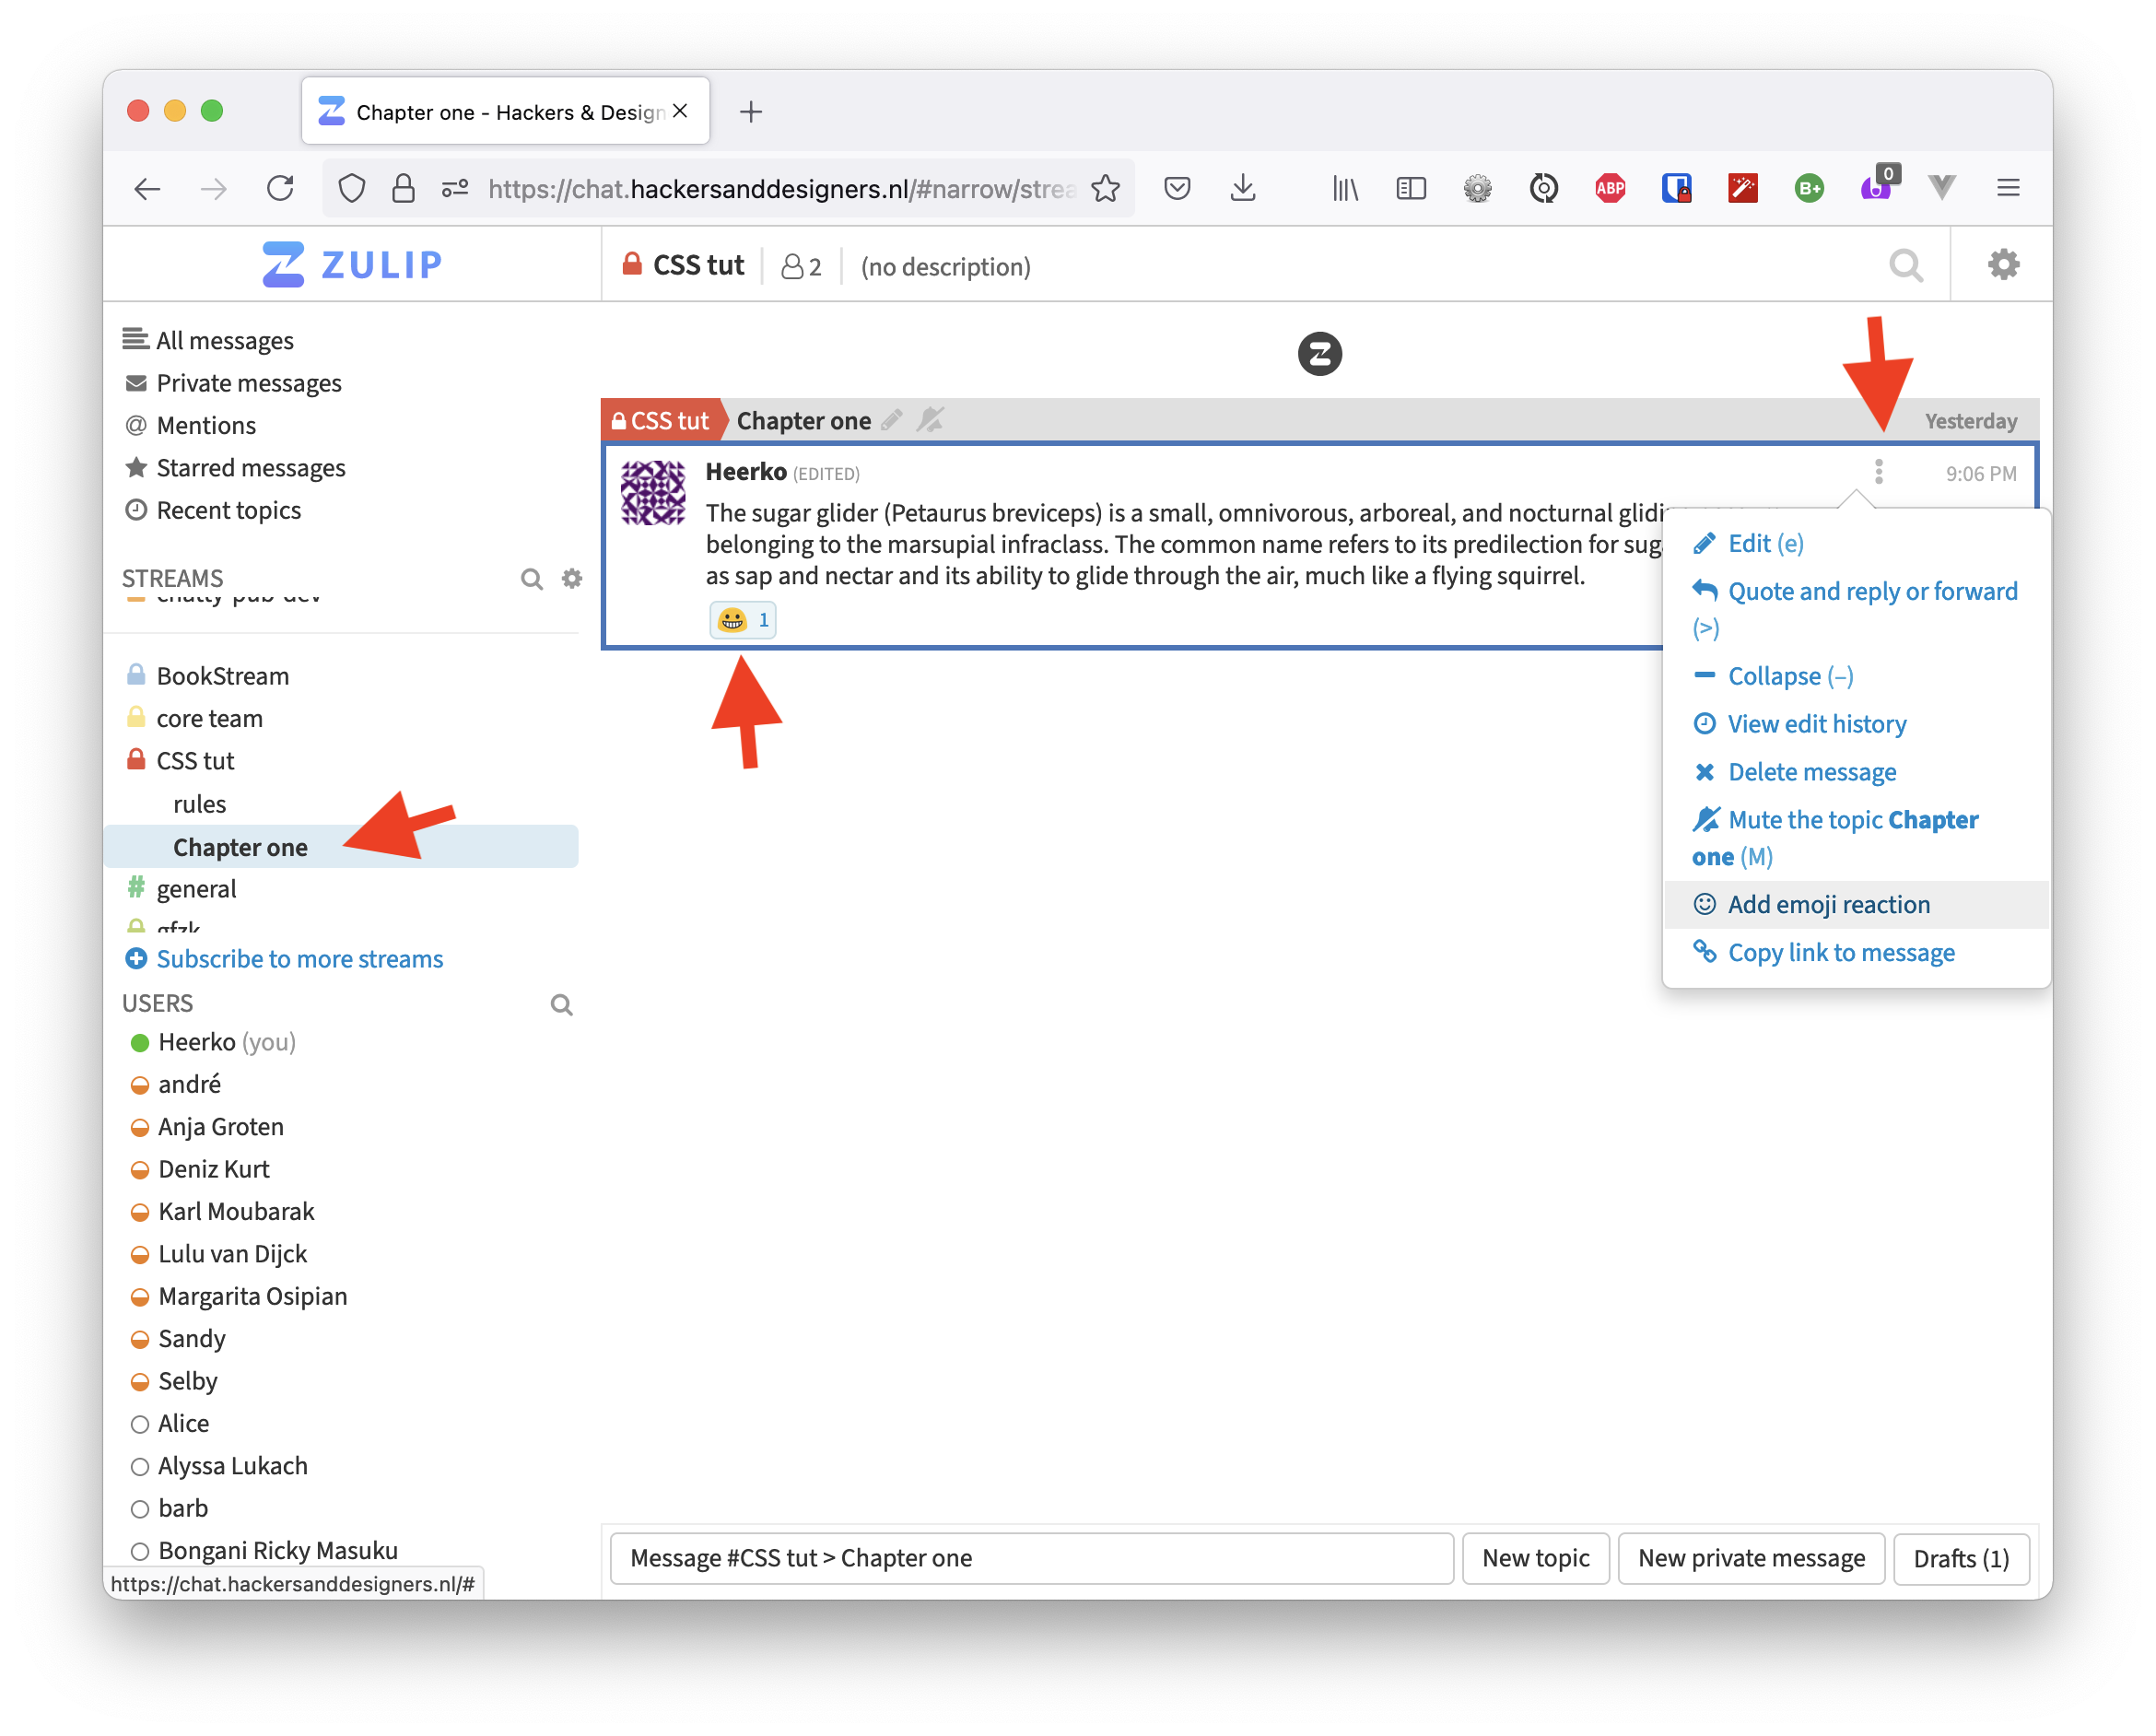 Chapter one - Hackers & Design
https://chat.hackersanddesigners.nl/#narrow/strea
ABP
B+
0
ZULIP
CSS tut
2
(no description)
All messages
Private messages
Mentions
Starred messages
Recent topics
STREAMS
chatty-pub-dev
BookStream
core team
CSS tut
rules
Chapter one
# general
gfzk
Subscribe to more streams
USERS
Heerko (you)
andré
Anja Groten
Deniz Kurt
Karl Moubarak
Lulu van Dijck
Margarita Osipian
Sandy
Selby
Alice
Alyssa Lukach
barb
Bongani Ricky Masuku
https://chat.hackersanddesigners.nl/#
CSS tut Chapter one Yesterday
Heerko (EDITED) 9:06 PM
The sugar glider (Petaurus breviceps) is a small, omnivorous, arboreal, and nocturnal
belonging to the marsupial infraclass. The common name refers to its predilection for
as sap and nectar and its ability to glide through the air, much like a flying squirrel.
1
Edit (e)
Quote and reply or forward
(>)
Collapse (–)
View edit history
Delete message
Mute the topic Chapter
one (M)
Add emoji reaction
Copy link to message
Message #CSS tut > Chapter one
New topic
New private message
Drafts (1)